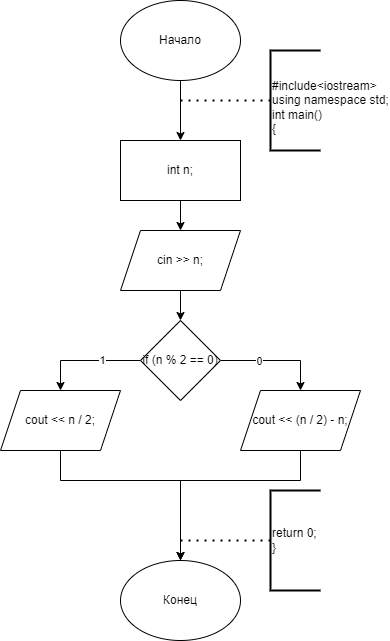 Начало
#include<iostream>
using namespace std;
int main()
{
int n;
cin >> n;
if (n % 2 == 0)
1
0
cout << n / 2;
cout << (n / 2) - n;
return 0;
}
Конец